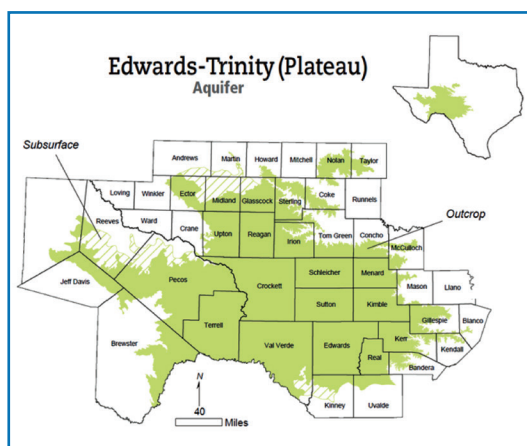 Edwards-Trinity (Plateau)
Aquifer
Subsurface
Andrews
Martin
Howard
Mitchell
Nolan
Taylor
Loving
Winkler
Ector
Midland
Glasscock
Sterling
Coke
Runnels
Outcrop
Reeves
Ward
Crane
Upton
Reagan
Irion
Tom Green
Concho
McCulloch
Jeff Davis
Pecos
Crockett
Schleicher
Menard
Mason
Llano
Sutton
Kimble
Gillespie
Blanco
Terrell
Brewster
Val Verde
Edwards
Real
Kerr
Kendall
Bandera
N
40
Miles
Kinney
Uvalde